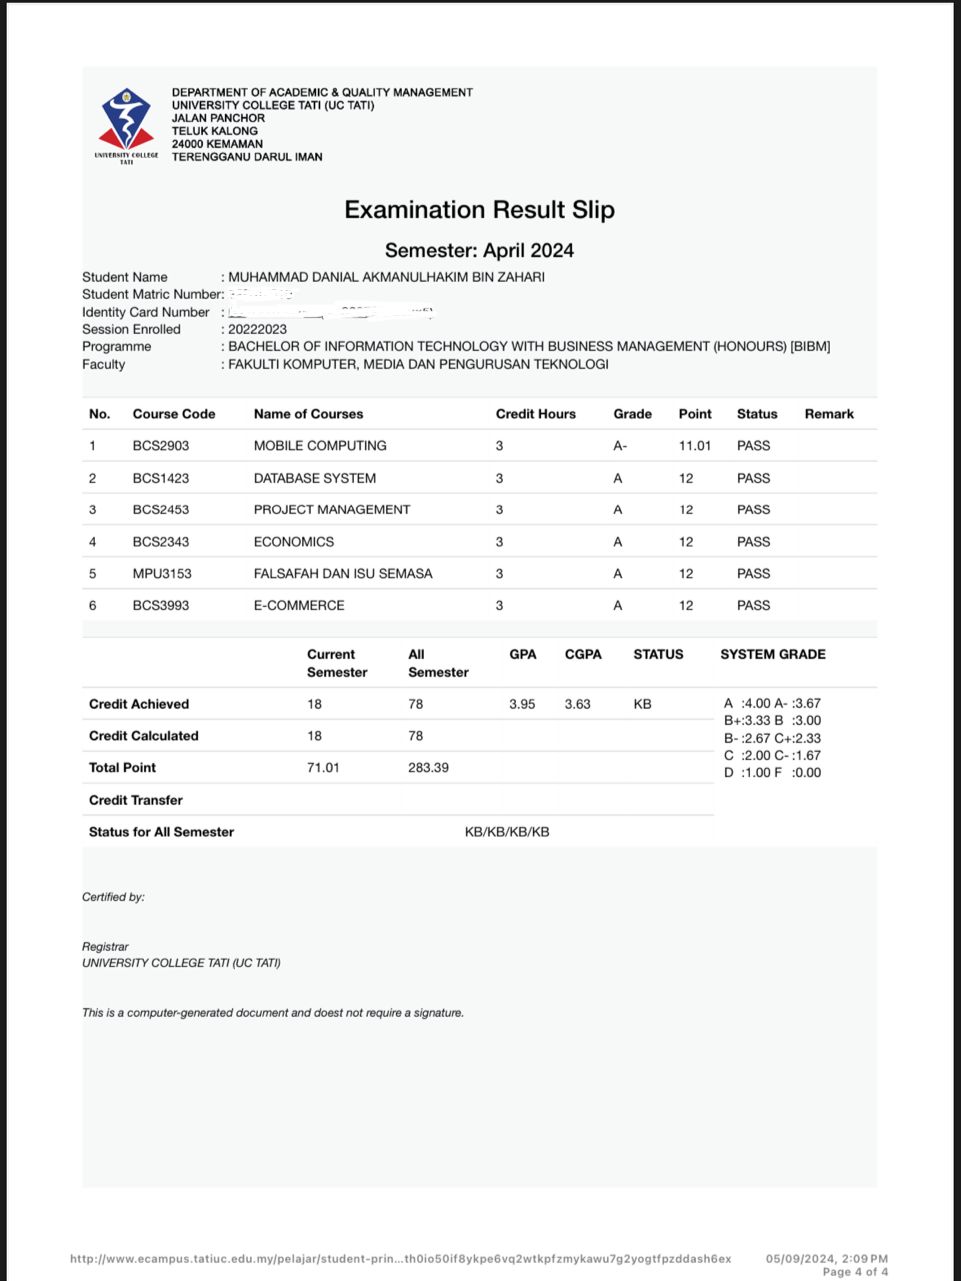 DEPARTMENT OF ACADEMIC & QUALITY MANAGEMENT
UNIVERSITY COLLEGE TATI (UC TATI)
JALAN PANCHOR
TELUK KALONG
24000 KEMAMAN
TERENGGANU DARUL IMAN
UNIVERSITY COLLEGE
TATI
Examination Result Slip
Semester: April 2024
Student Name : MUHAMMAD DANIAL AKMANULHAKIM BIN ZAHARI
Student Matric Number:
Identity Card Number :
Session Enrolled : 20222023
Programme : BACHELOR OF INFORMATION TECHNOLOGY WITH BUSINESS MANAGEMENT (HONOURS) [BIBM]
Faculty : FAKULTI KOMPUTER, MEDIA DAN PENGURUSAN TEKNOLOGI
No. Course Code Name of Courses Credit Hours Grade Point Status Remark
1 BCS2903 MOBILE COMPUTING 3 A- 11.01 PASS
2 BCS1423 DATABASE SYSTEM 3 A 12 PASS
3 BCS2453 PROJECT MANAGEMENT 3 A 12 PASS
4 BCS2343 ECONOMICS 3 A 12 PASS
5 MPU3153 FALSAFAH DAN ISU SEMASA 3 A 12 PASS
6 BCS3993 E-COMMERCE 3 A 12 PASS
Current Semester All Semester GPA CGPA STATUS SYSTEM GRADE
Credit Achieved 18 78 3.95 3.63 KB
Credit Calculated 18 78
Total Point 71.01 283.39
Credit Transfer
Status for All Semester KB/KB/KB/KB
A :4.00 A- :3.67
B+:3.33 B :3.00
B- :2.67 C+:2.33
C :2.00 C- :1.67
D :1.00 F :0.00
Certified by:
Registrar
UNIVERSITY COLLEGE TATI (UC TATI)
This is a computer-generated document and doest not require a signature.
http://www.ecampus.tatiuc.edu.my/pelajar/student-prin...th0io50if8ykpe6vq2wtkpfzmykawu7g2yogtfpzddash6ex 05/09/2024, 2:09 PM
Page 4 of 4